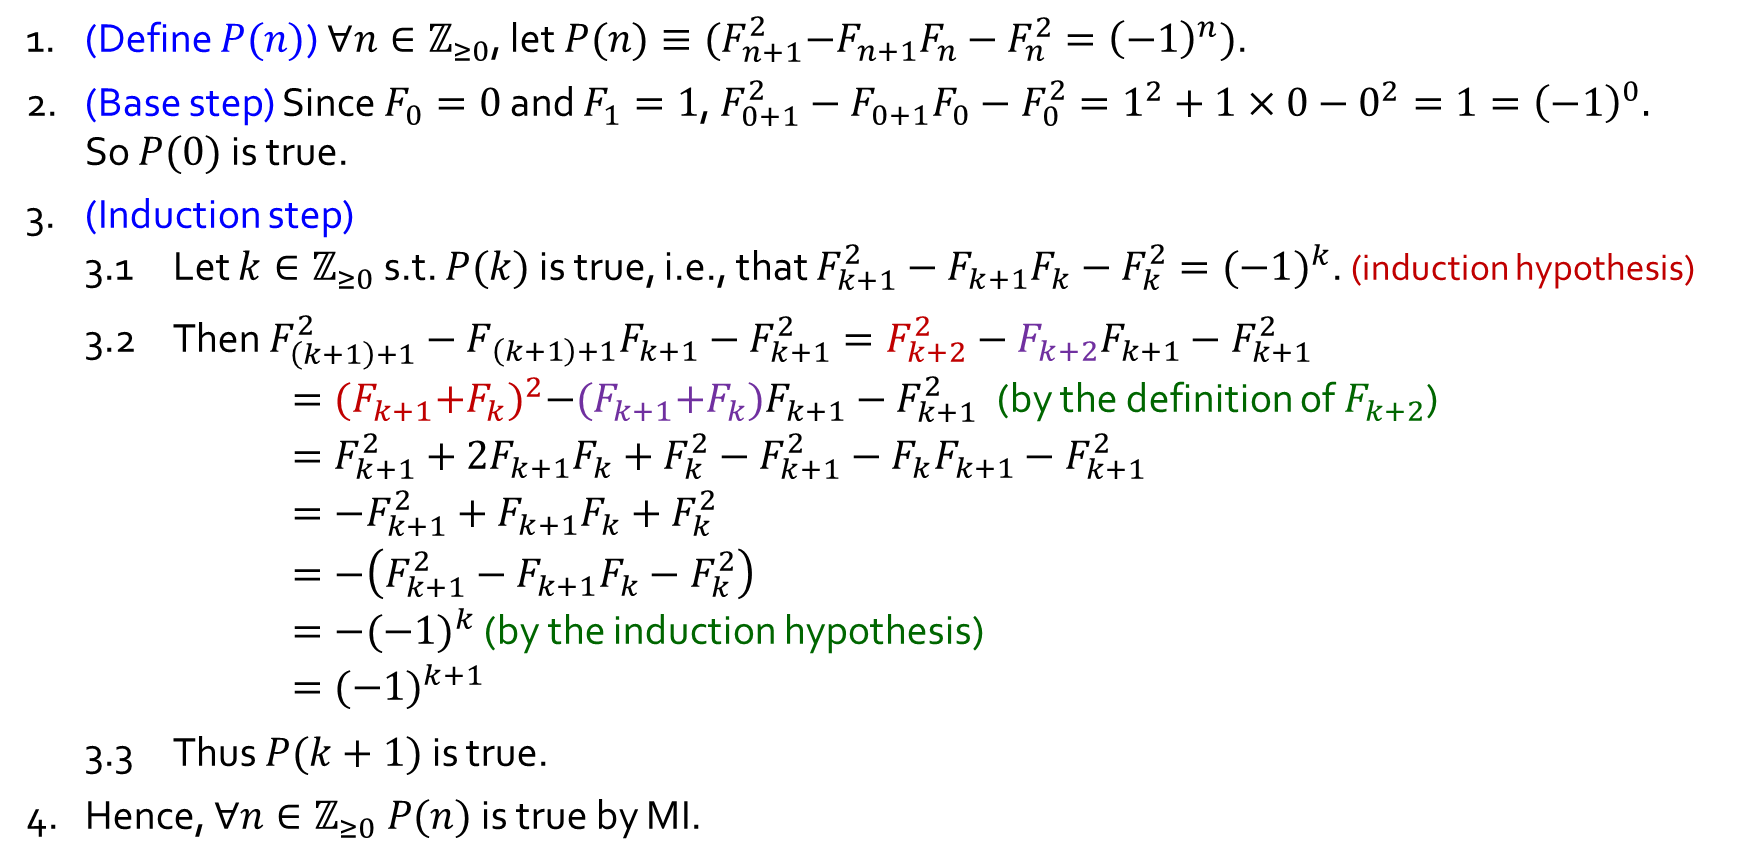 1. (Define P(n)) ∀n ∈ ℤ≥0, let P(n) ≡ (F²ₙ₊₁−Fₙ₊₁Fₙ − F²ₙ = (−1)ⁿ).
2. (Base step) Since F₀ = 0 and F₁ = 1, F²₀₊₁ − F₀₊₁F₀ − F²₀ = 1² + 1 × 0 − 0² = 1 = (−1)⁰.
So P(0) is true.
3. (Induction step)
3.1 Let k ∈ ℤ≥0 s.t. P(k) is true, i.e., that F²ₖ₊₁ − Fₖ₊₁Fₖ − F²ₖ = (−1)ᵏ. (induction hypothesis)
3.2 Then F²₍ₖ₊₁₎₊₁ − F₍ₖ₊₁₎₊₁Fₖ₊₁ − F²ₖ₊₁ = F²ₖ₊₂ − Fₖ₊₂Fₖ₊₁ − F²ₖ₊₁
= (Fₖ₊₁+Fₖ)²−(Fₖ₊₁+Fₖ)Fₖ₊₁ − F²ₖ₊₁ (by the definition of Fₖ₊₂)
= F²ₖ₊₁ + 2Fₖ₊₁Fₖ + F²ₖ − F²ₖ₊₁ − FₖFₖ₊₁ − F²ₖ₊₁
= −F²ₖ₊₁ + Fₖ₊₁Fₖ + F²ₖ
= −(F²ₖ₊₁ − Fₖ₊₁Fₖ − F²ₖ)
= −(−1)ᵏ (by the induction hypothesis)
= (−1)ᵏ⁺¹
3.3 Thus P(k + 1) is true.
4. Hence, ∀n ∈ ℤ≥0 P(n) is true by MI.